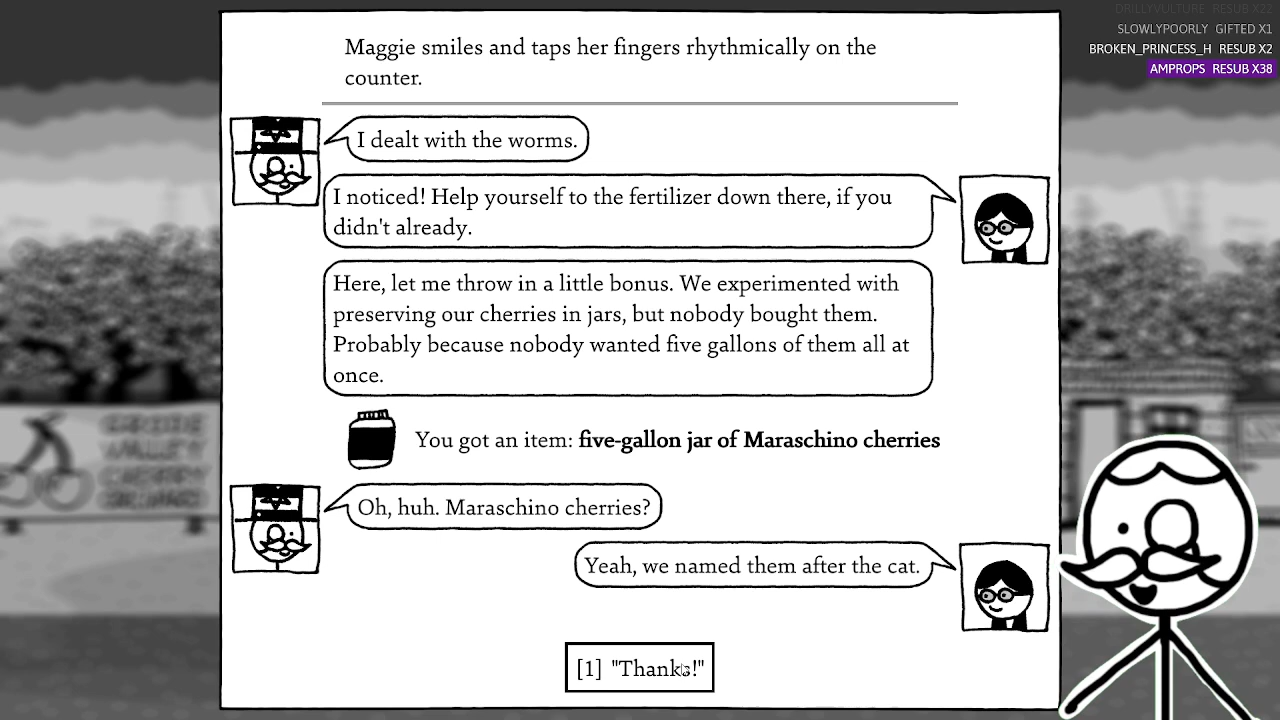 DRILLYVULTURE RESUB X22
SLOWLYPOORLY GIFTED X1
BROKEN_PRINCESS_H RESUB X2
AMPROPS RESUB X38
Maggie smiles and taps her fingers rhythmically on the
counter.
I dealt with the worms.
I noticed! Help yourself to the fertilizer down there, if you
didn't already.
Here, let me throw in a little bonus. We experimented with
preserving our cherries in jars, but nobody bought them.
Probably because nobody wanted five gallons of them all at
once.
You got an item: five-gallon jar of Maraschino cherries
Oh, huh. Maraschino cherries?
Yeah, we named them after the cat.
[1] "Thanks!"